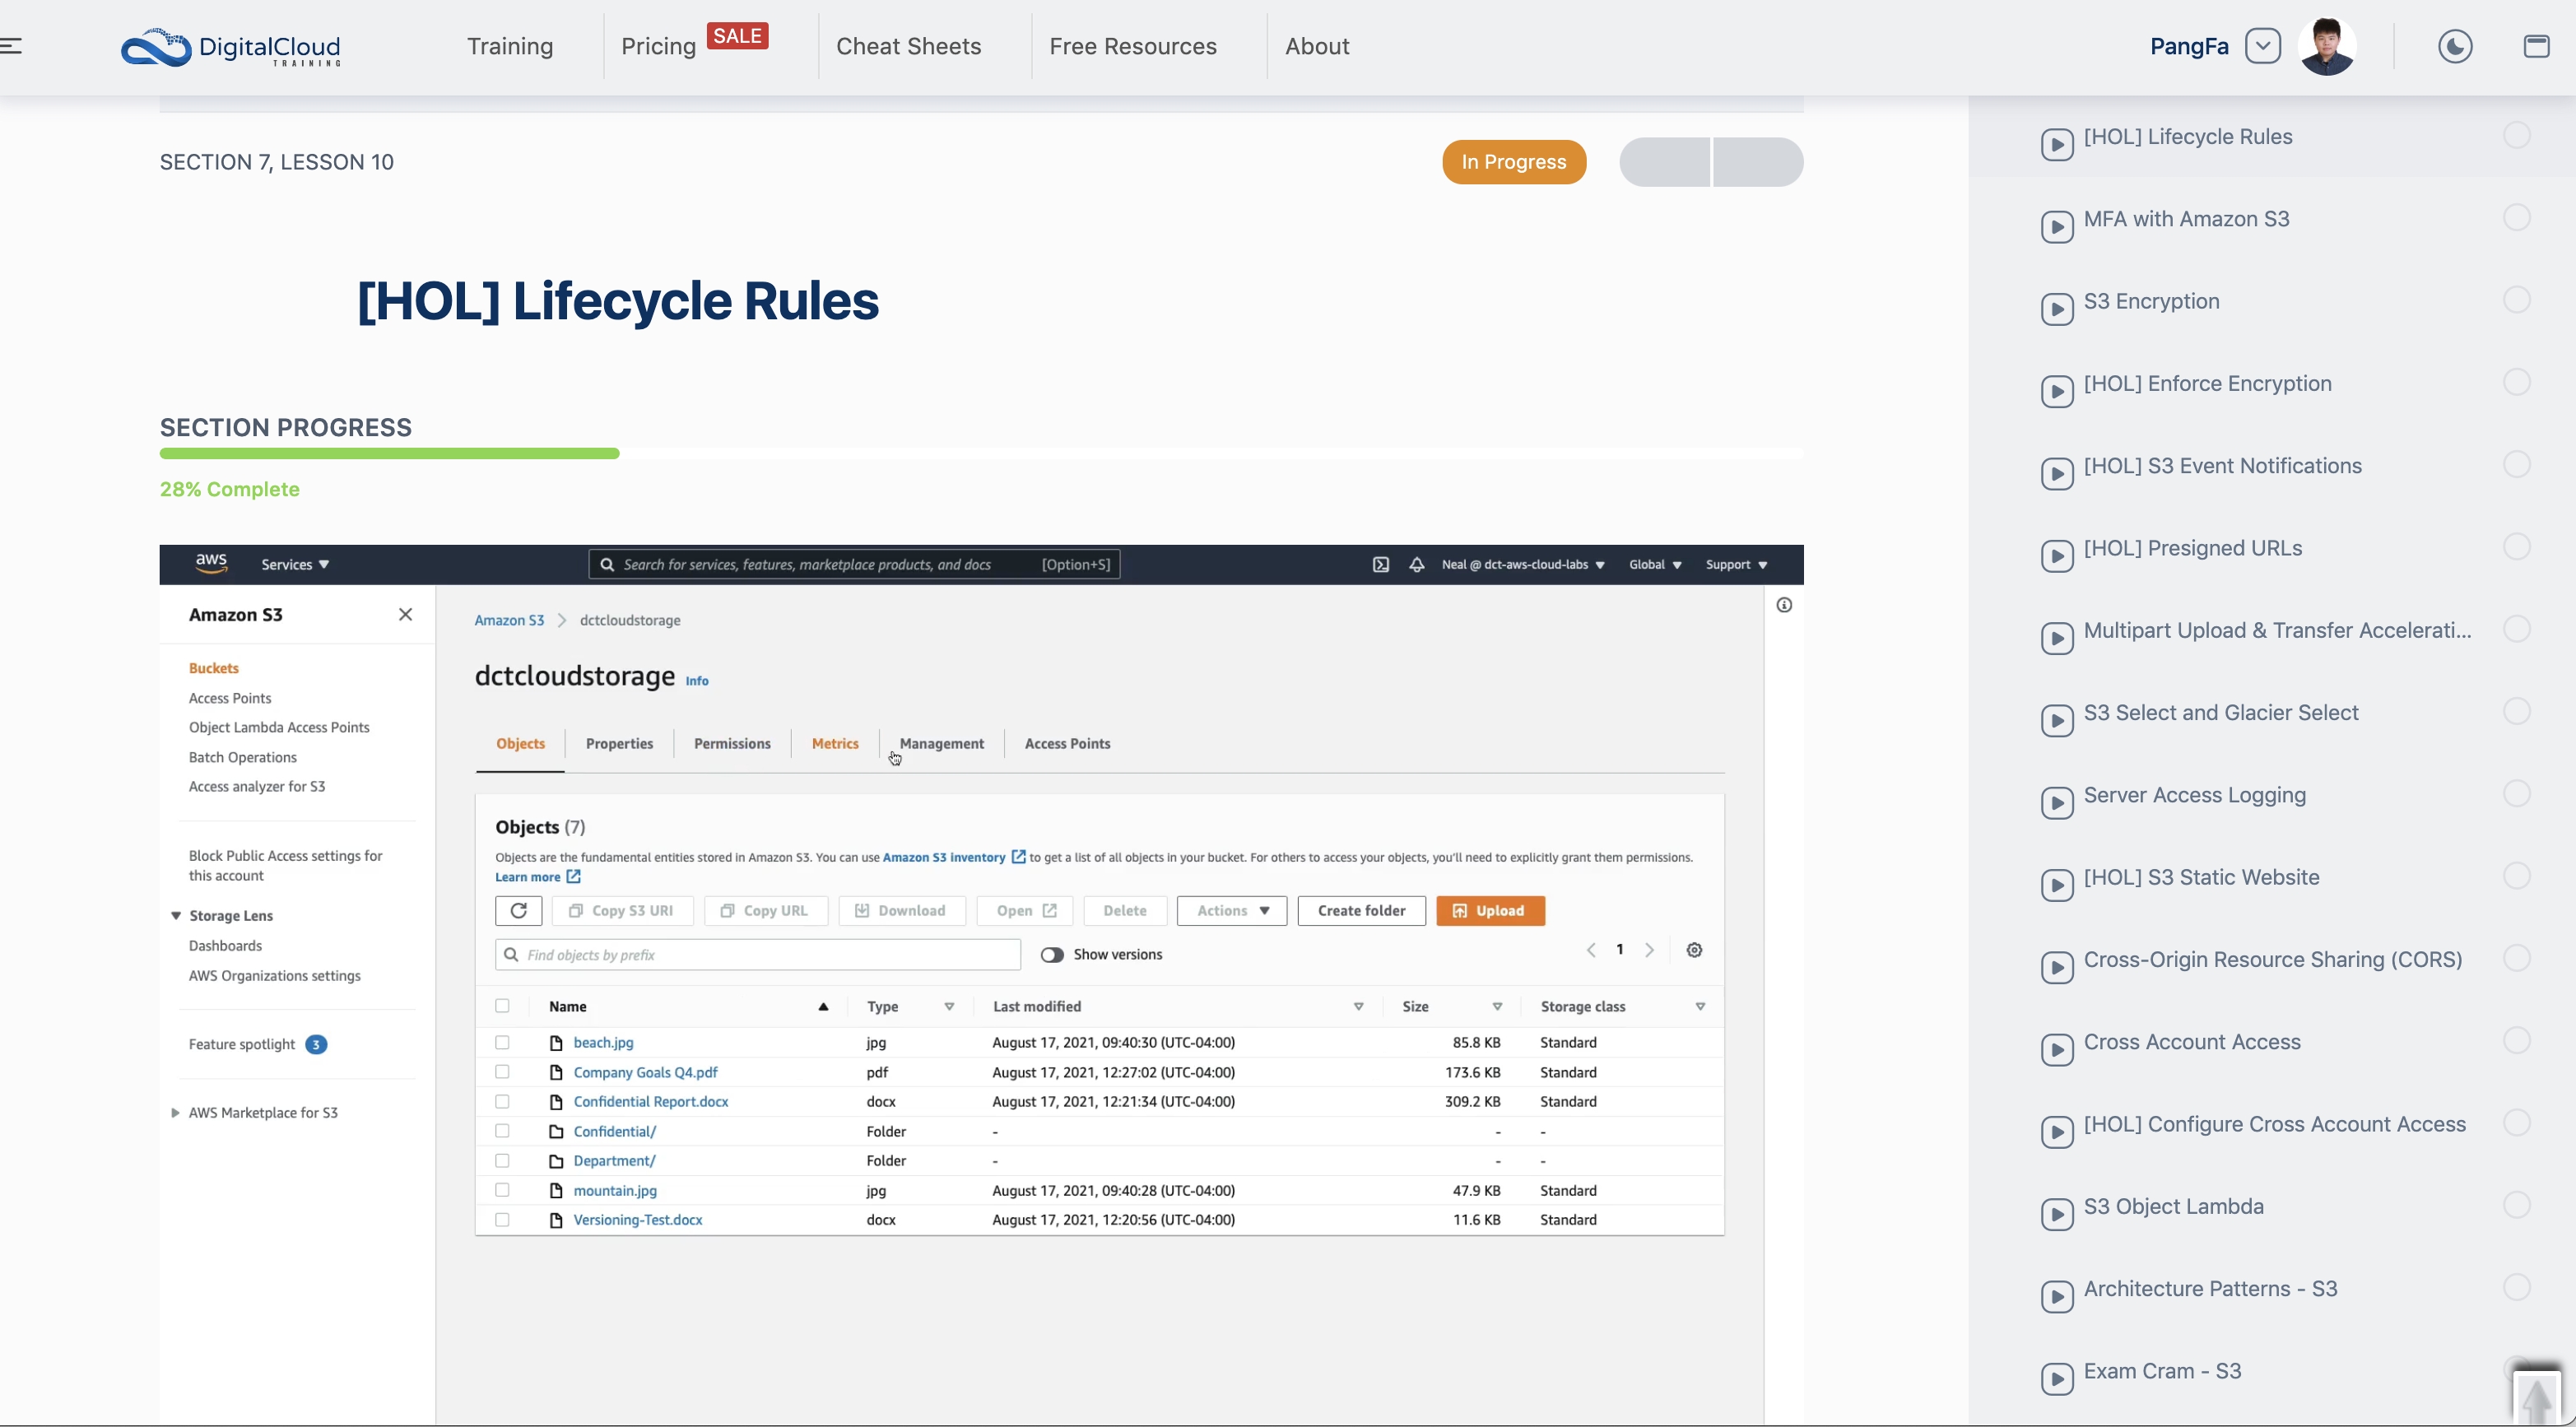 DigitalCloud
TRAINING
Training
Pricing
SALE
Cheat Sheets
Free Resources
About
PangFa
SECTION 7, LESSON 10
In Progress
[HOL] Lifecycle Rules
SECTION PROGRESS
28% Complete
aws
Services
Search for services, features, marketplace products, and docs
[Option+S]
Neal @ dct-aws-cloud-labs
Global
Support
Amazon S3
Buckets
Access Points
Object Lambda Access Points
Batch Operations
Access analyzer for S3
Block Public Access settings for
this account
Storage Lens
Dashboards
AWS Organizations settings
Feature spotlight 3
AWS Marketplace for S3
Amazon S3 > dctcloudstorage
dctcloudstorage Info
Objects
Properties
Permissions
Metrics
Management
Access Points
Objects (7)
Objects are the fundamental entities stored in Amazon S3. You can use Amazon S3 inventory to get a list of all objects in your bucket. For others to access your objects, you'll need to explicitly grant them permissions.
Learn more
Copy S3 URI
Copy URL
Download
Open
Delete
Actions
Create folder
Upload
Find objects by prefix
Show versions
1
Name Type Last modified Size Storage class
beach.jpg jpg August 17, 2021, 09:40:30 (UTC-04:00) 85.8 KB Standard
Company Goals Q4.pdf pdf August 17, 2021, 12:27:02 (UTC-04:00) 173.6 KB Standard
Confidential Report.docx docx August 17, 2021, 12:21:34 (UTC-04:00) 309.2 KB Standard
Confidential/ Folder - - -
Department/ Folder - - -
mountain.jpg jpg August 17, 2021, 09:40:28 (UTC-04:00) 47.9 KB Standard
Versioning-Test.docx docx August 17, 2021, 12:20:56 (UTC-04:00) 11.6 KB Standard
[HOL] Lifecycle Rules
MFA with Amazon S3
S3 Encryption
[HOL] Enforce Encryption
[HOL] S3 Event Notifications
[HOL] Presigned URLs
Multipart Upload & Transfer Accelerati...
S3 Select and Glacier Select
Server Access Logging
[HOL] S3 Static Website
Cross-Origin Resource Sharing (CORS)
Cross Account Access
[HOL] Configure Cross Account Access
S3 Object Lambda
Architecture Patterns - S3
Exam Cram - S3